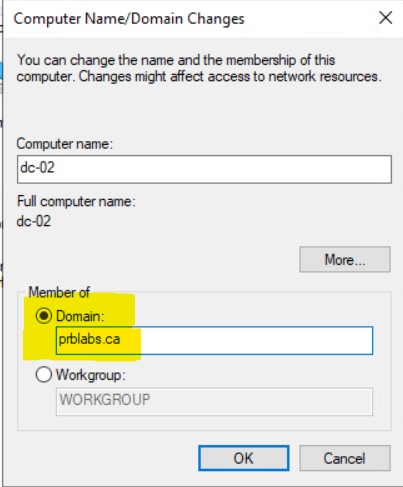 Computer Name/Domain Changes
You can change the name and the membership of this
computer. Changes might affect access to network resources.
Computer name:
dc-02
Full computer name:
dc-02
More...
Member of
Domain:
prblabs.ca
Workgroup:
WORKGROUP
OK
Cancel